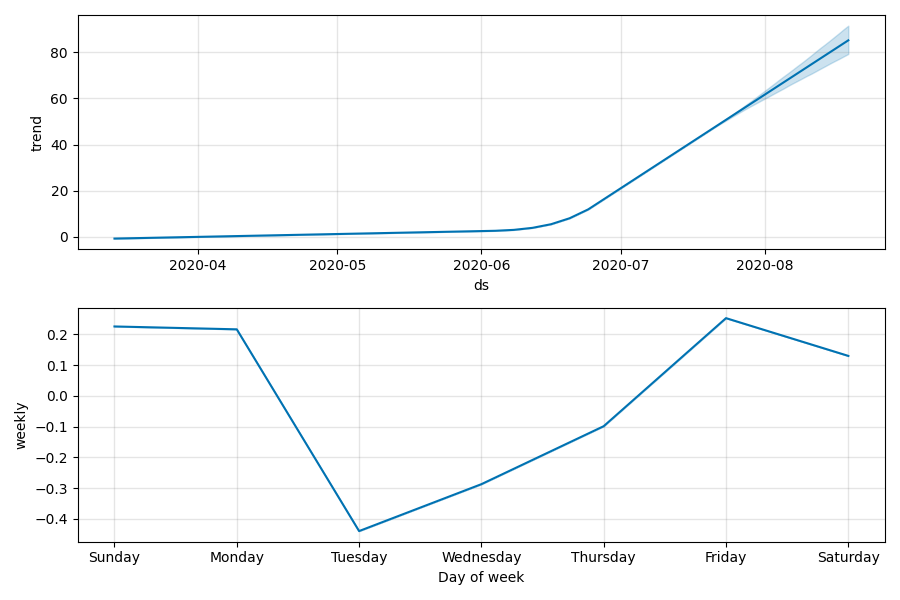 80
60
40
20
0
trend
2020-04 2020-05 2020-06 2020-07 2020-08
ds
0.2
0.1
0.0
−0.1
−0.2
−0.3
−0.4
weekly
Sunday Monday Tuesday Wednesday Thursday Friday Saturday
Day of week